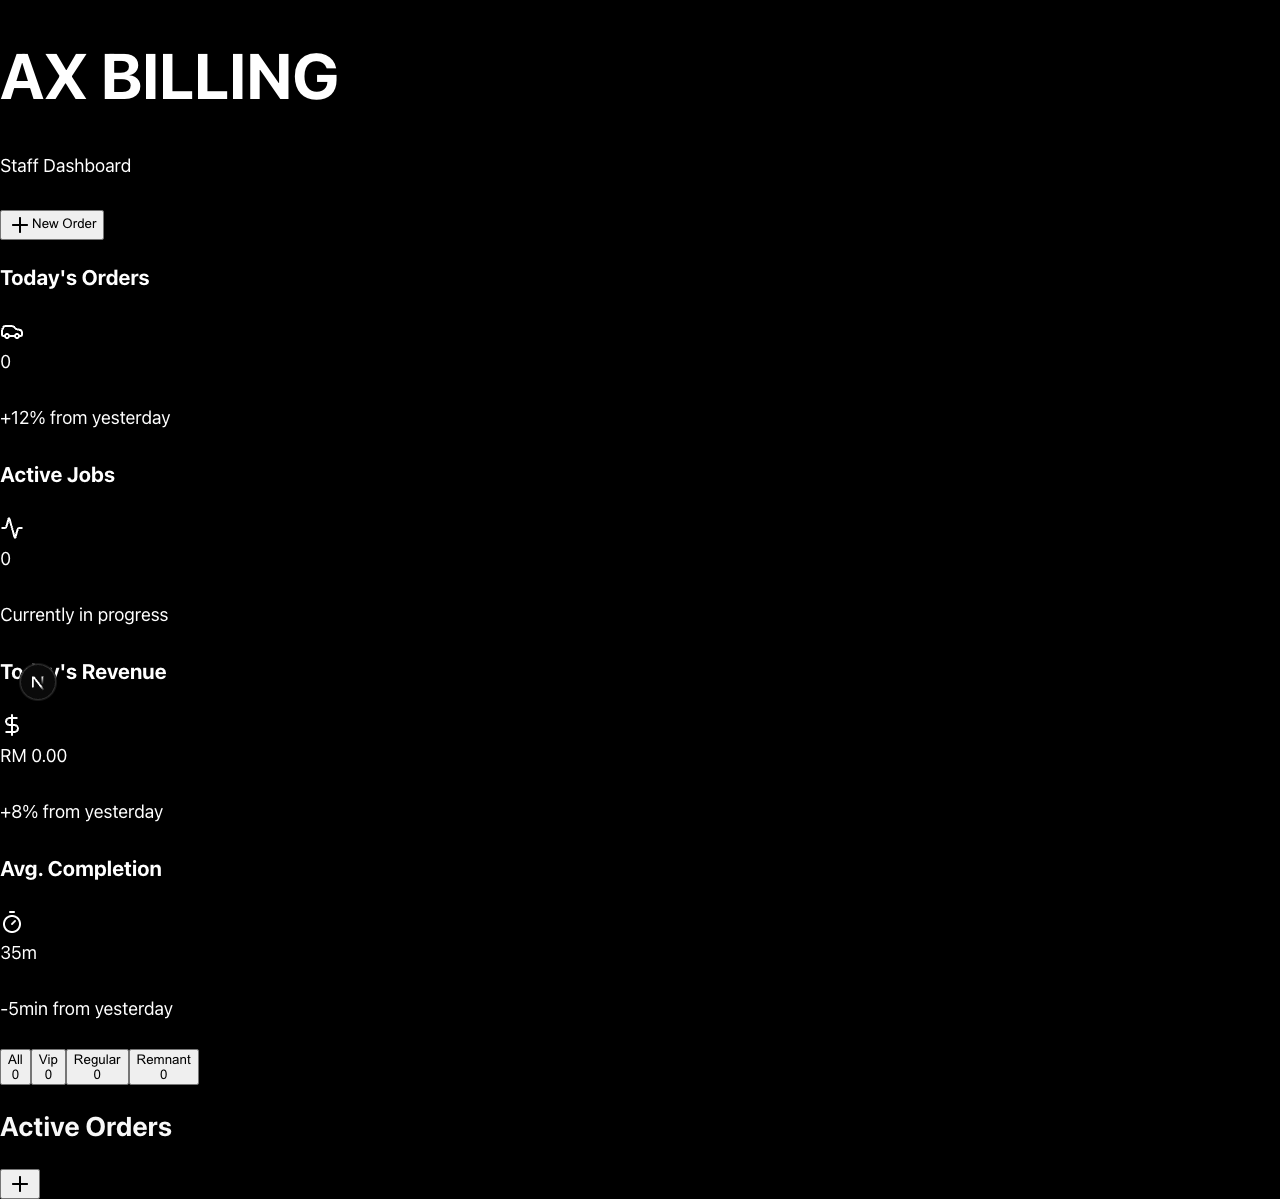 AX BILLING
Staff Dashboard
New Order
Today's Orders
0
+12% from yesterday
Active Jobs
0
Currently in progress
To y's Revenue
N
RM 0.00
+8% from yesterday
Avg. Completion
35m
-5min from yesterday
All Vip Regular Remnant
0 0 0 0
Active Orders